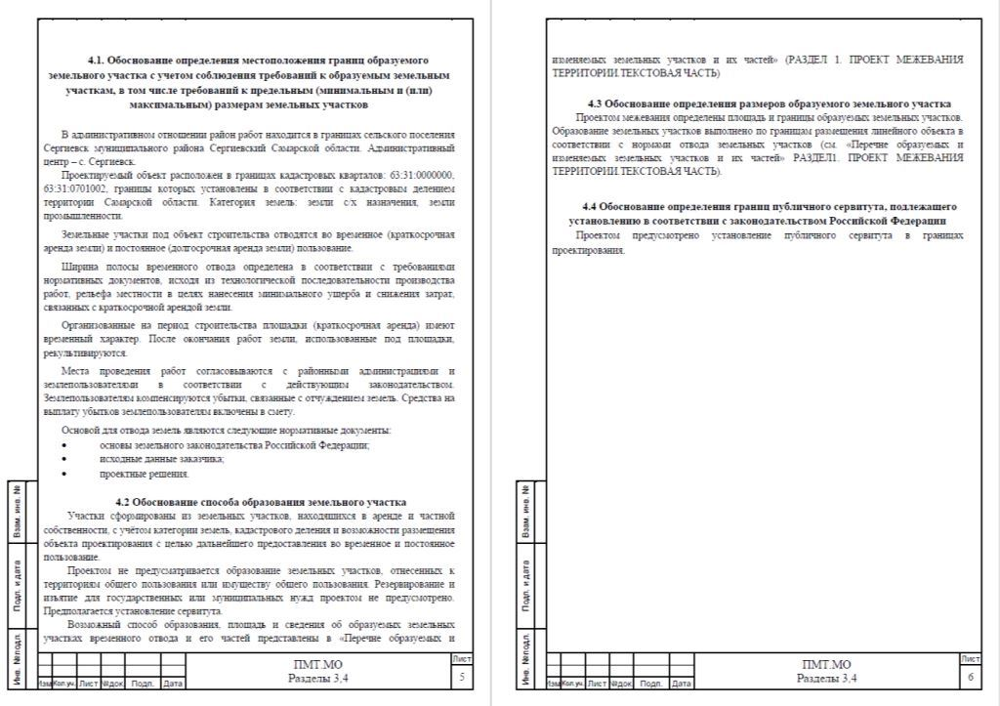 4.1. Обоснование определения местоположения границ образуемого
земельного участка с учетом соблюдения требований к образуемым земельным
участкам, в том числе требований к предельным (минимальным и (или)
максимальным) размерам земельных участков
В административном отношении район работ находится в границах сельского поселения
Сергиевск муниципального района Сергиевский Самарской области. Административный
центр – с. Сергиевск.
Проектируемый объект расположен в границах кадастровых кварталов: 63:31:0000000,
63:31:0701002, границы которых установлены в соответствии с кадастровым делением
территории Самарской области. Категория земель: земли с/х назначения, земли
промышленности.
Земельные участки под объект строительства отводятся во временное (краткосрочная
аренда земли) и постоянное (долгосрочная аренда земли) пользование.
Ширина полосы временного отвода определена в соответствии с требованиями
нормативных документов, исходя из технологической последовательности производства
работ, рельефа местности в целях нанесения минимального ущерба и снижения затрат,
связанных с краткосрочной арендой земли.
Организованные на период строительства площадки (краткосрочная аренда) имеют
временный характер. После окончания работ земли, использованные под площадки,
рекультивируются.
Места проведения работ согласовываются с районными администрациями и
землепользователями в соответствии с действующим законодательством.
Землепользователям компенсируются убытки, связанные с отчуждением земель. Средства на
выплату убытков землепользователям включены в смету.
Основой для отвода земель являются следующие нормативные документы:
• основы земельного законодательства Российской Федерации;
• исходные данные заказчика;
• проектные решения.
4.2 Обоснование способа образования земельного участка
Участки сформированы из земельных участков, находящихся в аренде и частной
собственности, с учётом категории земель, кадастрового деления и возможности размещения
объекта проектирования с целью дальнейшего предоставления во временное и постоянное
пользование.
Проектом не предусматривается образование земельных участков, отнесенных к
территориям общего пользования или имуществу общего пользования. Резервирование и
изъятие для государственных или муниципальных нужд проектом не предусмотрено.
Предполагается установление сервитута.
Возможный способ образования, площадь и сведения об образуемых земельных
участках временного отвода и его частей представлены в «Перечне образуемых и
Взам. инв. №
Подп. и дата
Инв. №подл.
Изм Кол.уч. Лист №док Подп. Дата
ПМТ.МО
Разделы 3,4
Лист
5
изменяемых земельных участков и их частей» (РАЗДЕЛ 1. ПРОЕКТ МЕЖЕВАНИЯ
ТЕРРИТОРИИ.ТЕКСТОВАЯ ЧАСТЬ)
4.3 Обоснование определения размеров образуемого земельного участка
Проектом межевания определены площадь и границы образуемых земельных участков.
Образование земельных участков выполнено по границам размещения линейного объекта в
соответствии с нормами отвода земельных участков (см. «Перечне образуемых и
изменяемых земельных участков и их частей» РАЗДЕЛ1. ПРОЕКТ МЕЖЕВАНИЯ
ТЕРРИТОРИИ.ТЕКСТОВАЯ ЧАСТЬ).
4.4 Обоснование определения границ публичного сервитута, подлежащего
установлению в соответствии с законодательством Российской Федерации
Проектом предусмотрено установление публичного сервитута в границах
проектирования.
Взам. инв. №
Подп. и дата
Инв. №подл.
Изм Кол.уч. Лист №док Подп. Дата
ПМТ.МО
Разделы 3,4
Лист
6